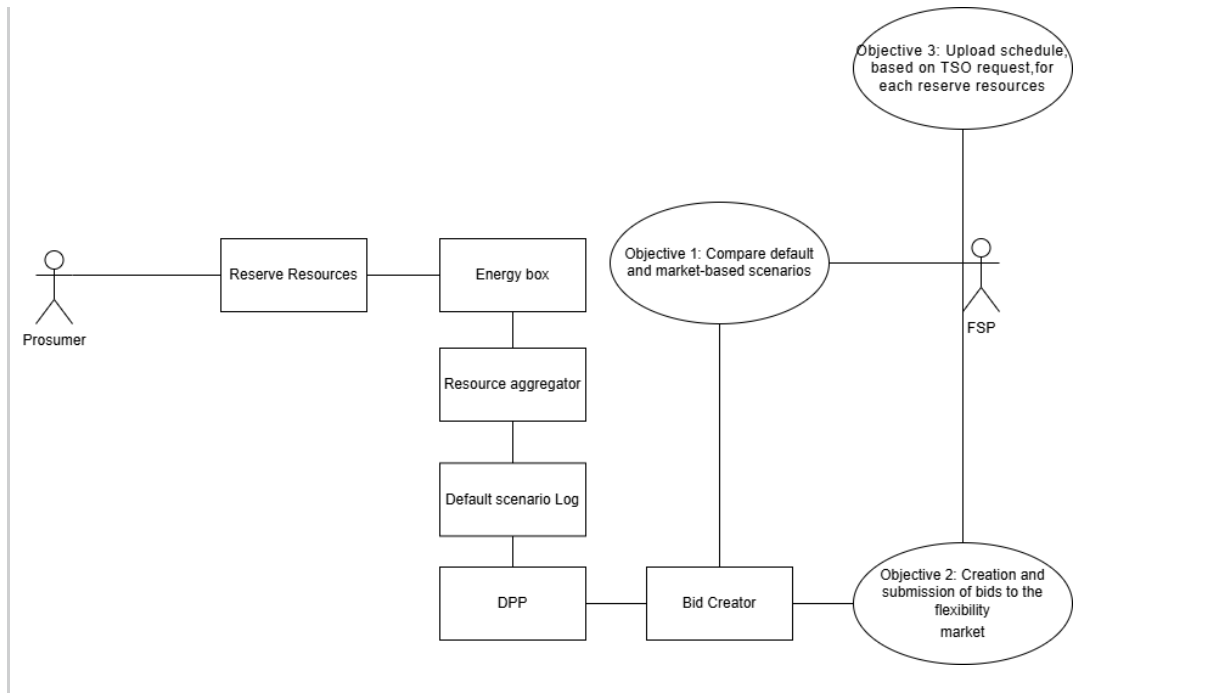 Objective 3: Upload schedule,
based on TSO request,for
each reserve resources
Objective 1: Compare default
and market-based scenarios
Reserve Resources
Energy box
Prosumer
FSP
Resource aggregator
Default scenario Log
DPP
Bid Creator
Objective 2: Creation and
submission of bids to the
flexibility
market